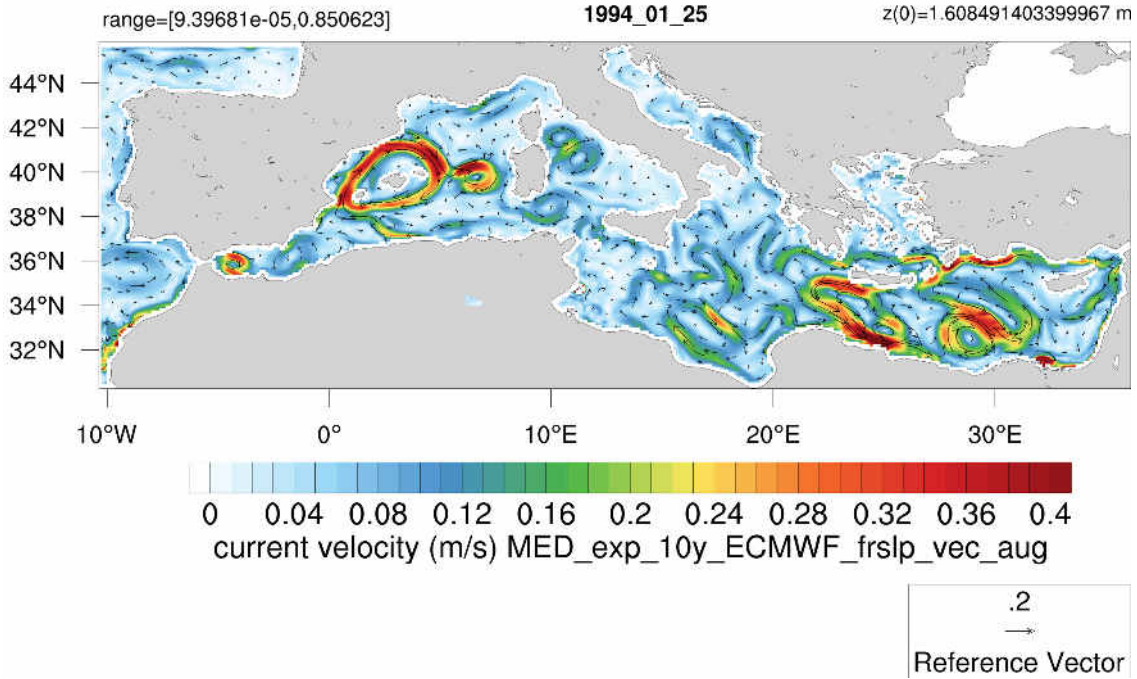 range=[9.39681e-05,0.850623] 1994_01_25 z(0)=1.608491403399967 m
44°N
42°N
40°N
38°N
36°N
34°N
32°N
10°W 0° 10°E 20°E 30°E
0 0.04 0.08 0.12 0.16 0.2 0.24 0.28 0.32 0.36 0.4
current velocity (m/s) MED_exp_10y_ECMWF_frslp_vec_aug
.2
Reference Vector